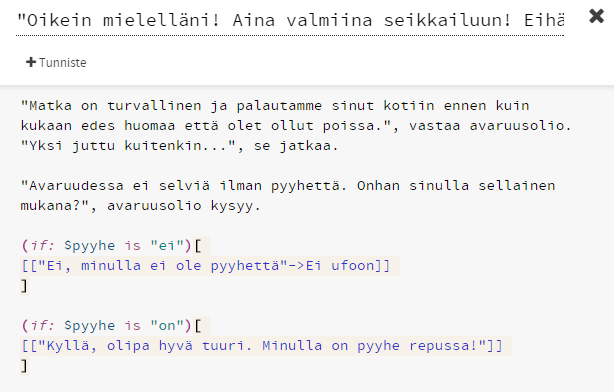 "Oikein mielelläni! Aina valmiina seikkailuun! Eihä
Tunniste
"Matka on turvallinen ja palautamme sinut kotiin ennen kuin
kukaan edes huomaa että olet ollut poissa.", vastaa avaruusolio.
"Yksi juttu kuitenkin...", se jatkaa.
"Avaruudessa ei selviä ilman pyyhettä. Onhan sinulla sellainen
mukana?", avaruusolio kysyy.
(if: $pyyhe is "ei")[
[["Ei, minulla ei ole pyyhettä"->Ei ufoon]]
]
(if: $pyyhe is "on")[
[["Kyllä, olipa hyvä tuuri. Minulla on pyyhe repussa!"]]
]